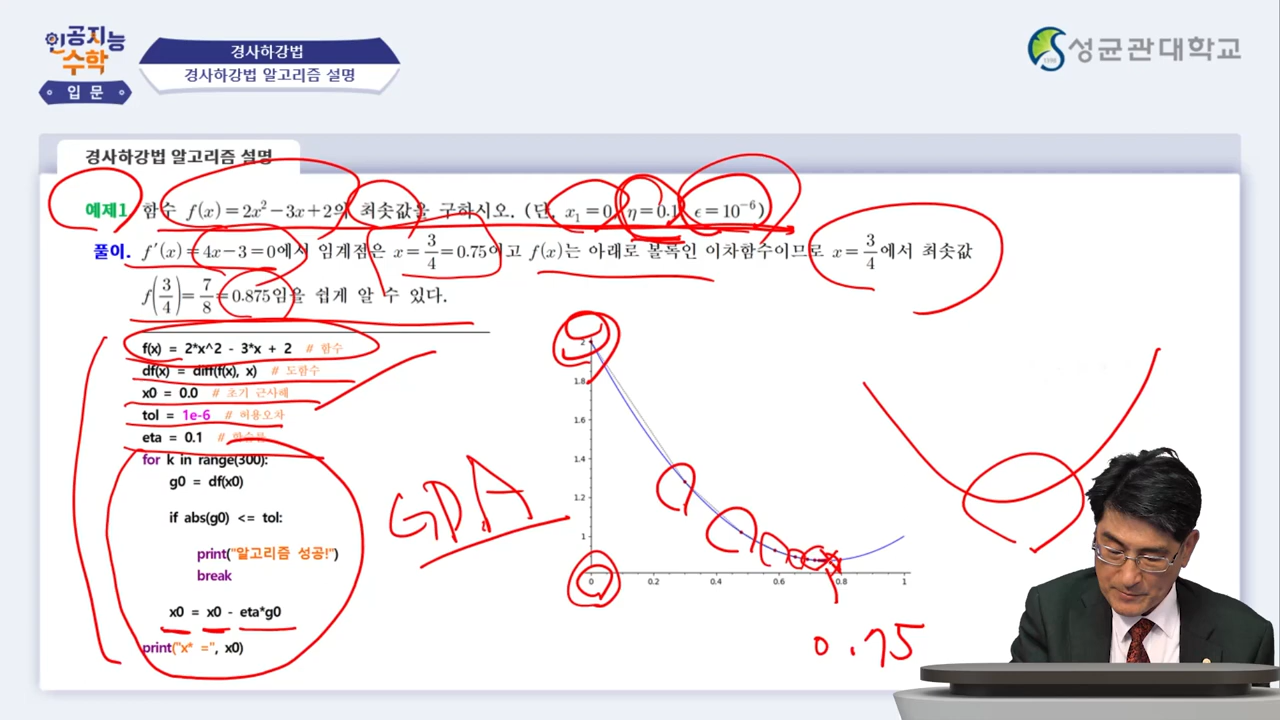 인공지능
수학
입문
경사하강법
경사하강법 알고리즘 설명
성균관대학교
경사하강법 알고리즘 설명
예제1. 함수 f(x)=2x²-3x+2의 최솟값을 구하시오. (단, x₁=0, η=0.1, ϵ=10⁻⁶)
풀이. f′(x)=4x-3=0에서 임계점은 x=3/4=0.75이고 f(x)는 아래로 볼록인 이차함수이므로 x=3/4에서 최솟값
f(3/4)=7/8=0.875임을 쉽게 알 수 있다.
f(x) = 2*x^2 - 3*x + 2 # 함수
df(x) = diff(f(x), x) # 도함수
x0 = 0.0 # 초기 근사해
tol = 1e-6 # 허용오차
eta = 0.1 # 학습률
for k in range(300):
g0 = df(x0)
if abs(g0) <= tol:
print("알고리즘 성공!")
break
x0 = x0 - eta*g0
print("x* =", x0)
GDA
2
1.8
1.6
1.4
1.2
1
0 0.2 0.4 0.6 0.8 1
0.75